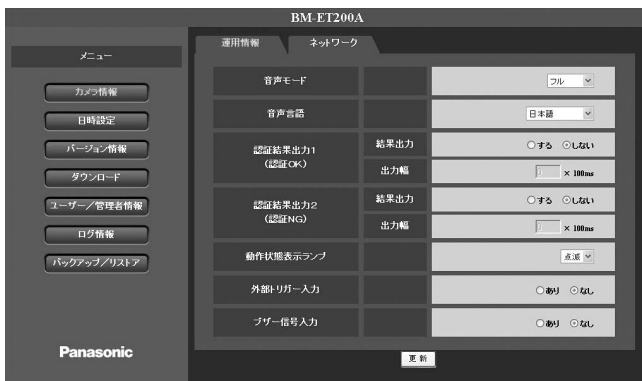 BM-ET200A
メニュー
カメラ情報
日時設定
バージョン情報
ダウンロード
ユーザー/管理者情報
ログ情報
バックアップ/リストア
Panasonic
運用情報 ネットワーク
音声モード フル
音声言語 日本語
認証結果出力1
(認証OK)
結果出力 する しない
出力幅 × 100ms
認証結果出力2
(認証NG)
結果出力 する しない
出力幅 × 100ms
動作状態表示ランプ 点滅
外部トリガー入力 あり なし
ブザー信号入力 あり なし
更新